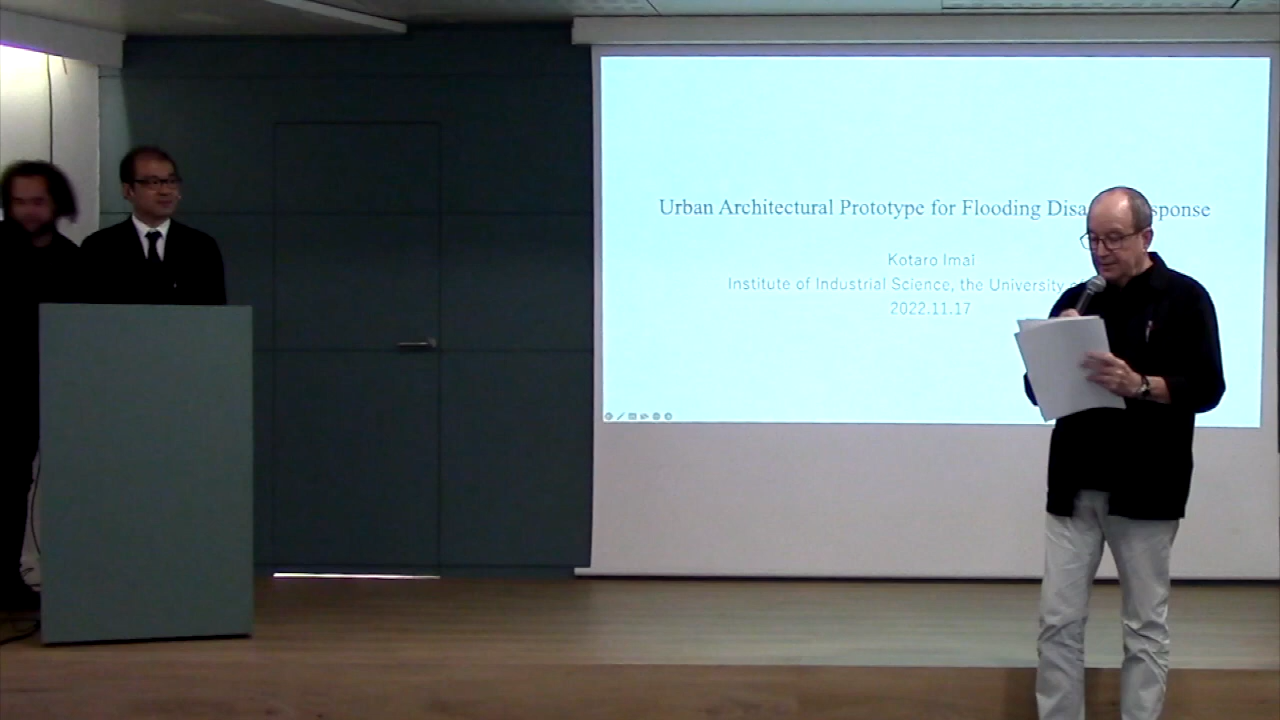 Urban Architectural Prototype for Flooding Disa sponse
Kotaro Imai
Institute of Industrial Science, the University
2022.11.17